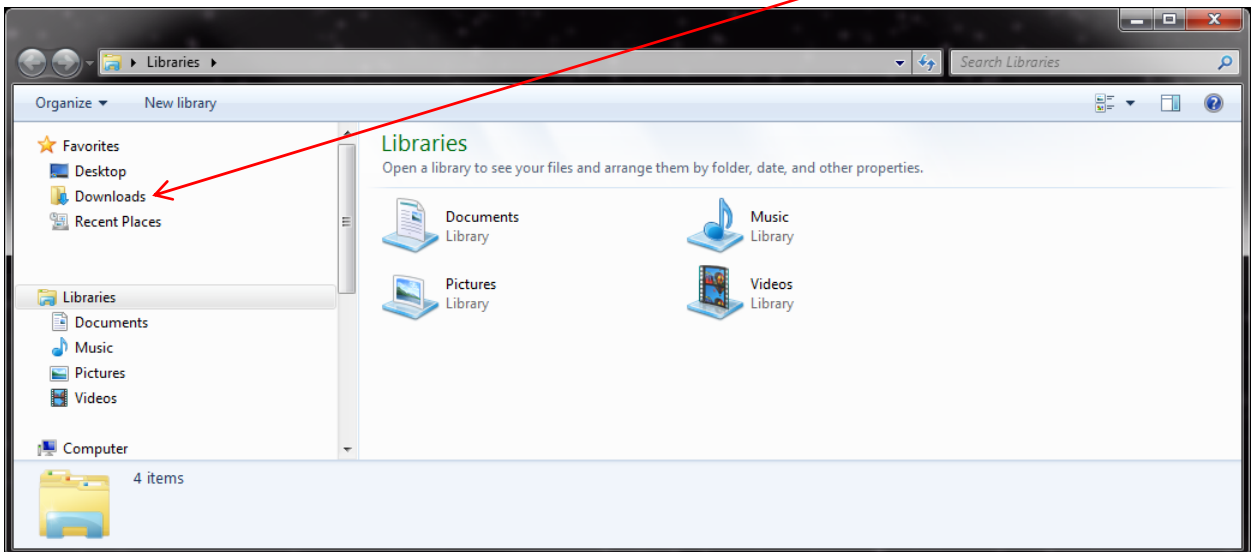 Libraries
Search Libraries
Organize New library
Favorites
Desktop
Downloads
Recent Places
Libraries
Documents
Music
Pictures
Videos
Computer
Libraries
Open a library to see your files and arrange them by folder, date, and other properties.
Documents
Library
Music
Library
Pictures
Library
Videos
Library
4 items